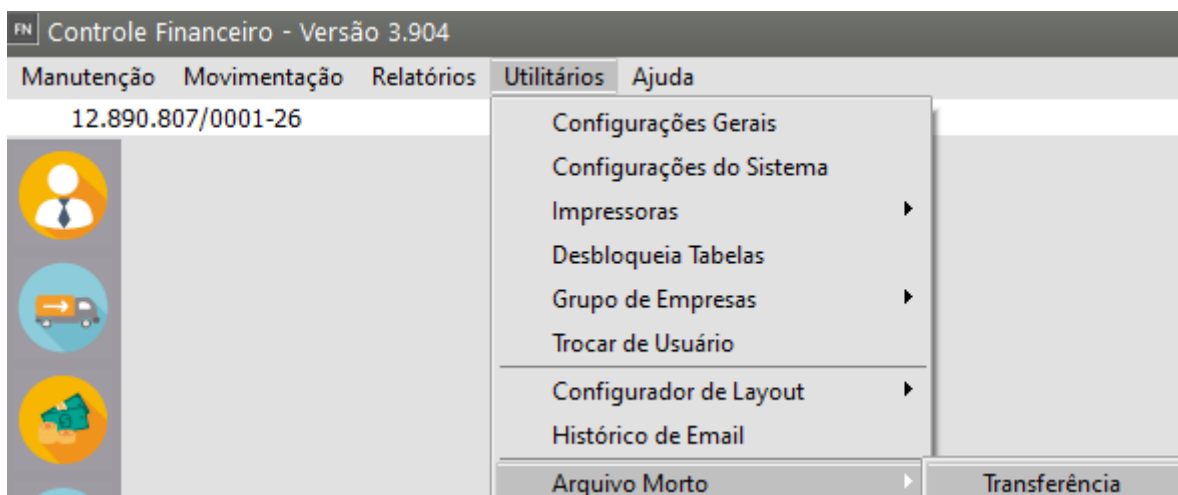 FN Controle Financeiro - Versão 3.904
Manutenção Movimentação Relatórios Utilitários Ajuda
12.890.807/0001-26
Configurações Gerais
Configurações do Sistema
Impressoras
Desbloqueia Tabelas
Grupo de Empresas
Trocar de Usuário
Configurador de Layout
Histórico de Email
Arquivo Morto Transferência